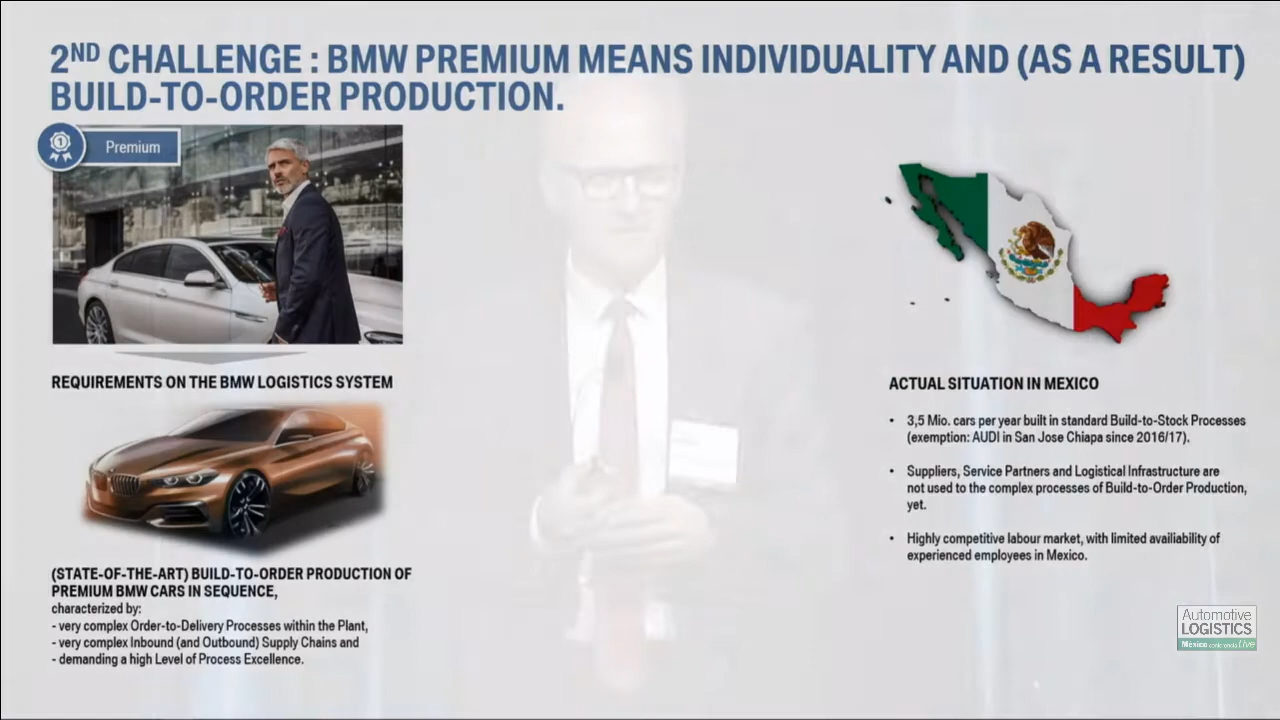 2ND CHALLENGE : BMW PREMIUM MEANS INDIVIDUALITY AND (AS A RESULT)
BUILD-TO-ORDER PRODUCTION.
1
Premium
REQUIREMENTS ON THE BMW LOGISTICS SYSTEM
(STATE-OF-THE-ART) BUILD-TO-ORDER PRODUCTION OF
PREMIUM BMW CARS IN SEQUENCE,
characterized by:
- very complex Order-to-Delivery Processes within the Plant,
- very complex Inbound (and Outbound) Supply Chains and
- demanding a high Level of Process Excellence.
ACTUAL SITUATION IN MEXICO
• 3,5 Mio. cars per year built in standard Build-to-Stock Processes
(exemption: AUDI in San Jose Chiapa since 2016/17).
• Suppliers, Service Partners and Logistical Infrastructure are
not used to the complex processes of Build-to-Order Production,
yet.
• Highly competitive labour market, with limited availiability of
experienced employees in Mexico.
Automotive
LOGISTICS
México conferencia Live